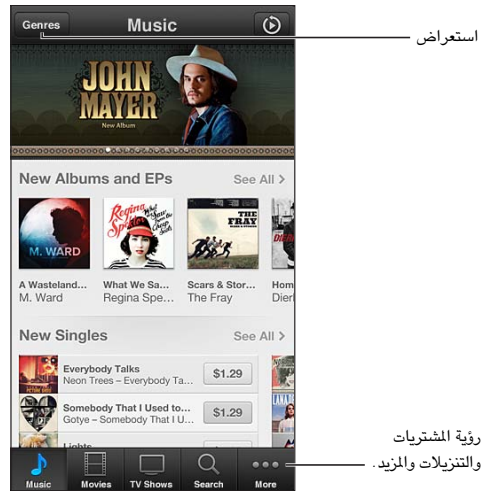 Genres
Music
استعراض
JOHN
MAYER
New Album
New Albums and EPs
See All >
M. WARD
Regina
THE
FRAY
A Wasteland...
What We Sa...
Scars & Stor...
Hom
M. Ward
Regina Spe...
The Fray
Dierl
New Singles
See All >
Everybody Talks
Neon Trees – Everybody Ta...
$1.29
Somebody That I Used to...
Gotye – Somebody That I U...
$1.29
Lights
رؤية المشتريات
والتنزيلات والمزيد.
Music
Movies
TV Shows
Search
More